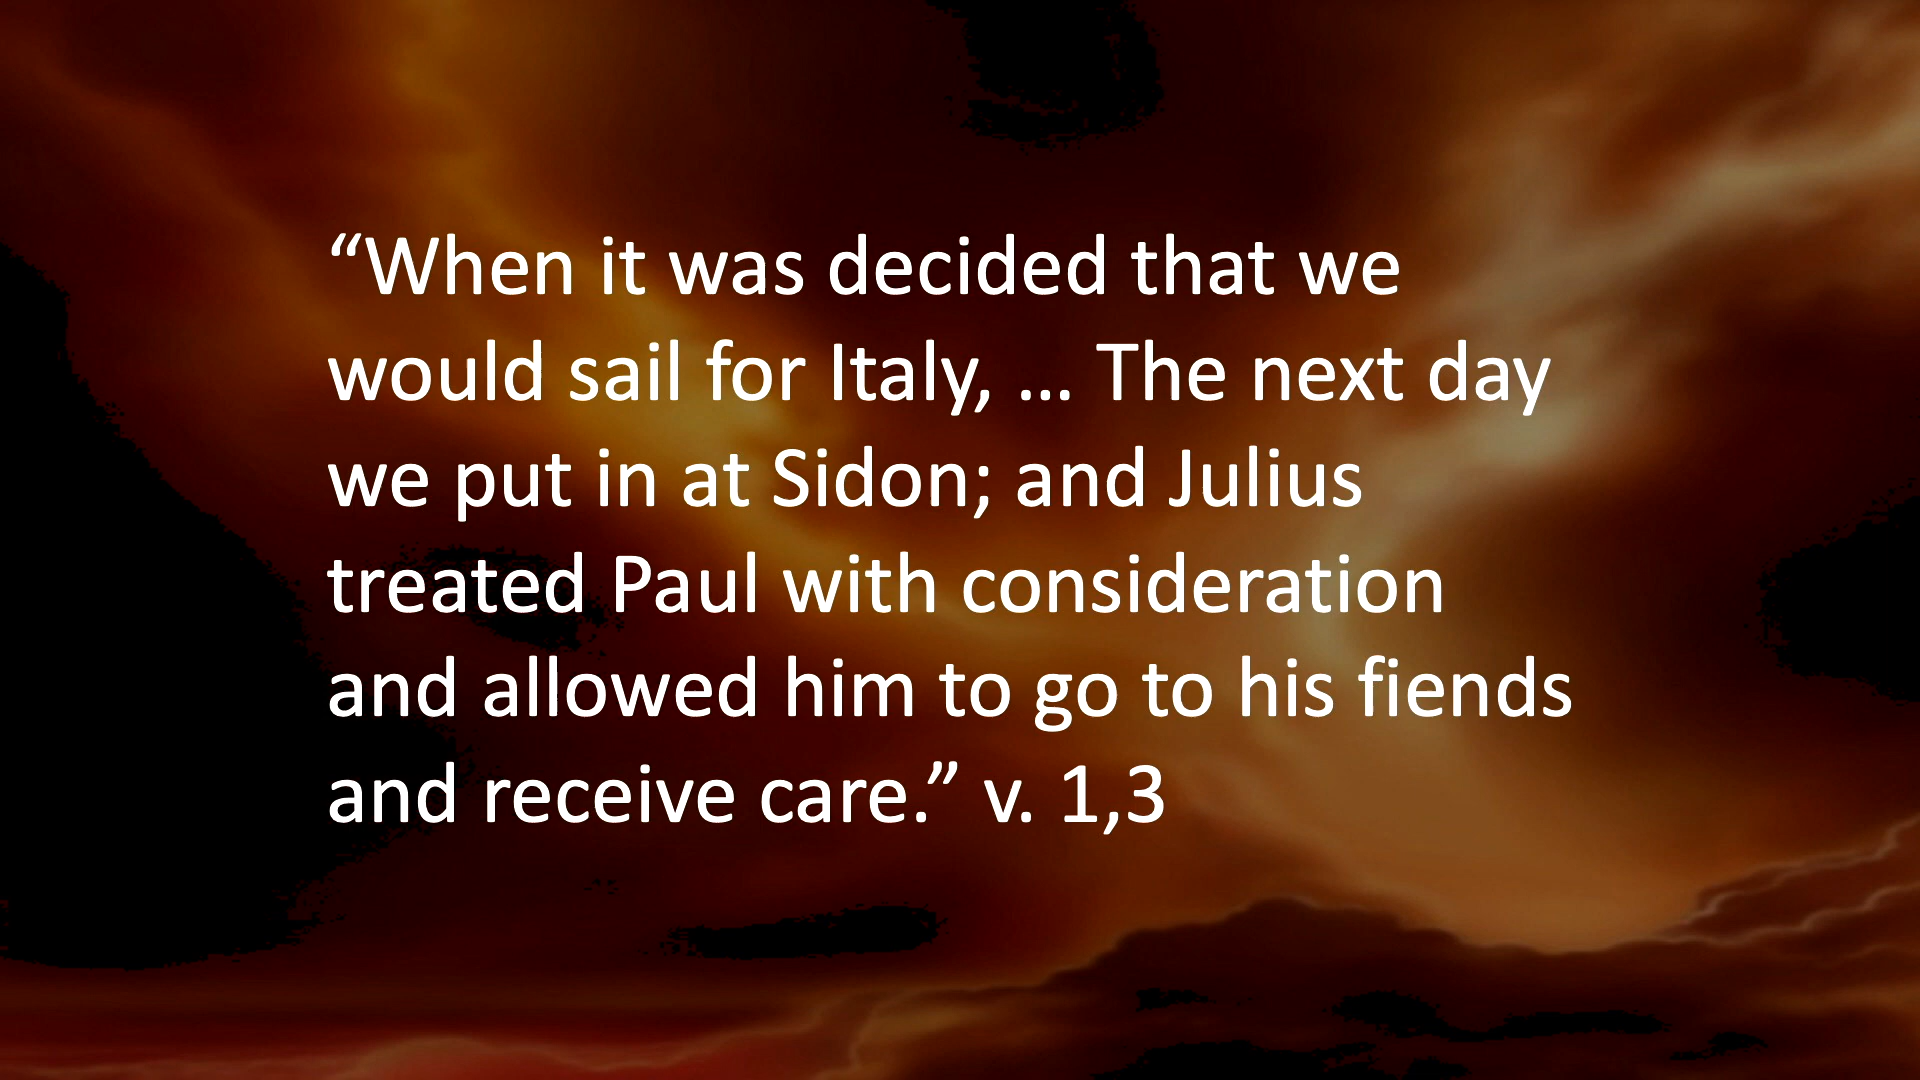 “When it was decided that we
would sail for Italy, … The next day
we put in at Sidon; and Julius
treated Paul with consideration
and allowed him to go to his fiends
and receive care.” v. 1,3